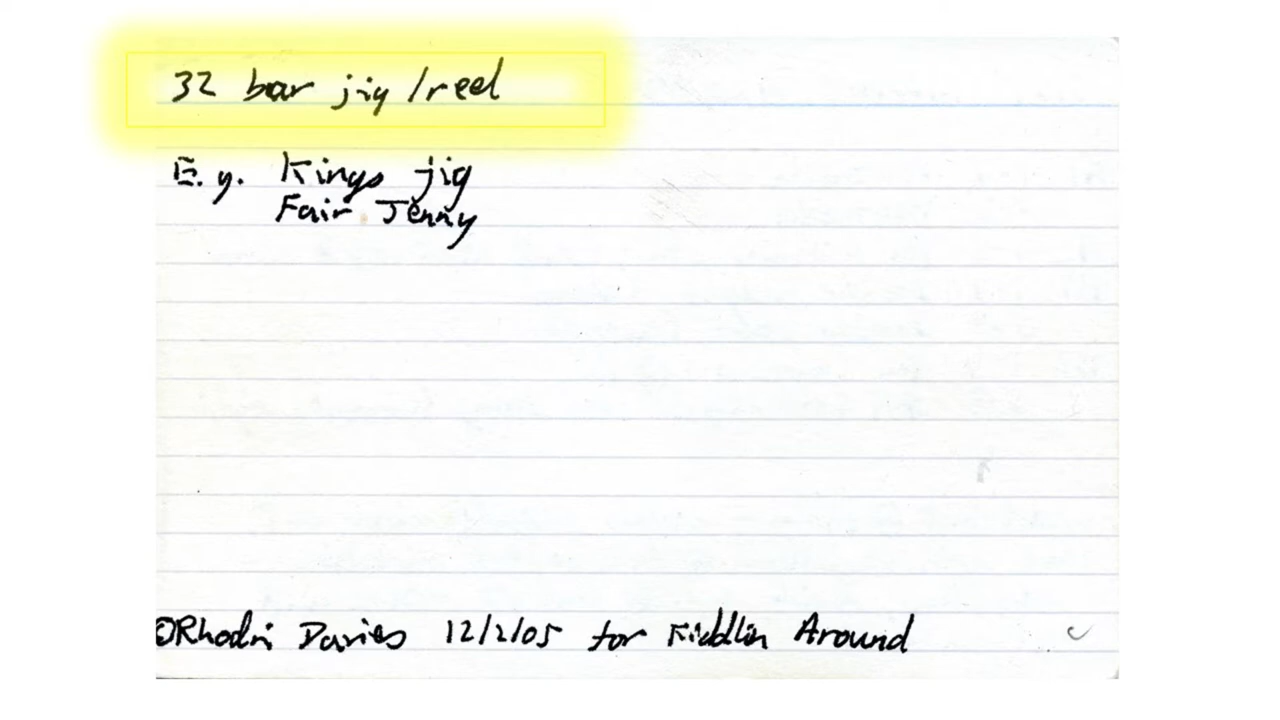 32 bar jig/reel
E.g. Kings jig
Fair Jenny
©Rhodri Davies 12/2/05 for Fiddlin Around